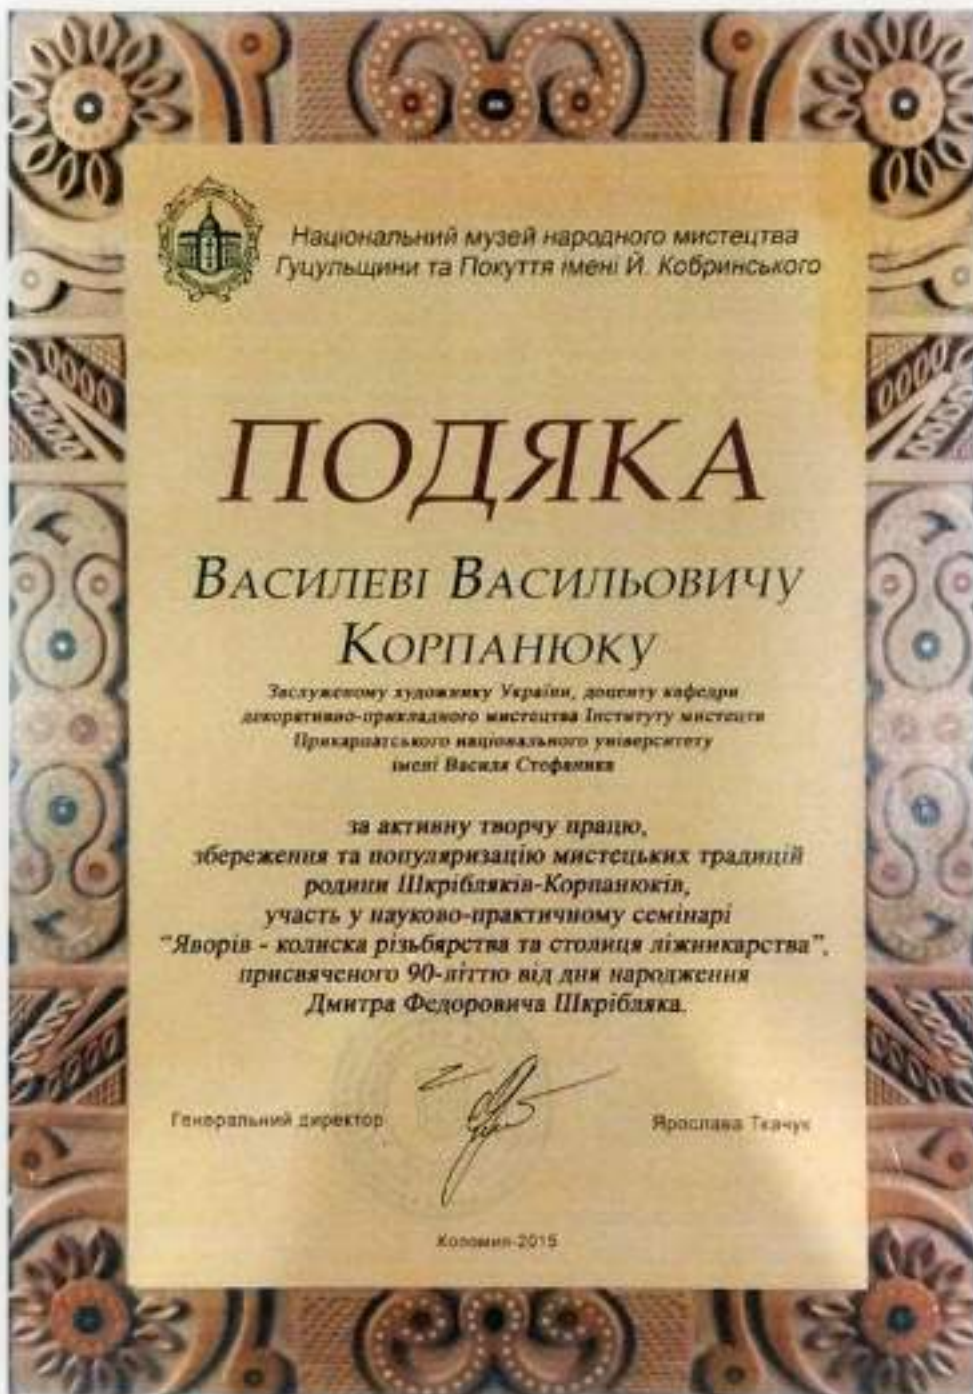 Національний музей народного мистецтва
Гуцульщини та Покуття імені Й. Кобринського
ПОДЯКА
ВАСИЛЕВІ ВАСИЛЬОВИЧУ
КОРПАНЮКУ
Заслуженому художнику України, доценту кафедри
декоративно-прикладного мистецтва Інституту мистецтв
Прикарпатського національного університету
імені Василя Стефаника
за активну творчу працю,
збереження та популяризацію мистецьких традицій
родини Шкрібляків-Корпанюків,
участь у науково-практичному семінарі
"Яворів - колиска різьбярства та столиця ліжникарства",
присвяченого 90-літтю від дня народження
Дмитра Федоровича Шкрібляка.
Генеральний директор
Ярослава Ткачук
Коломия-2015